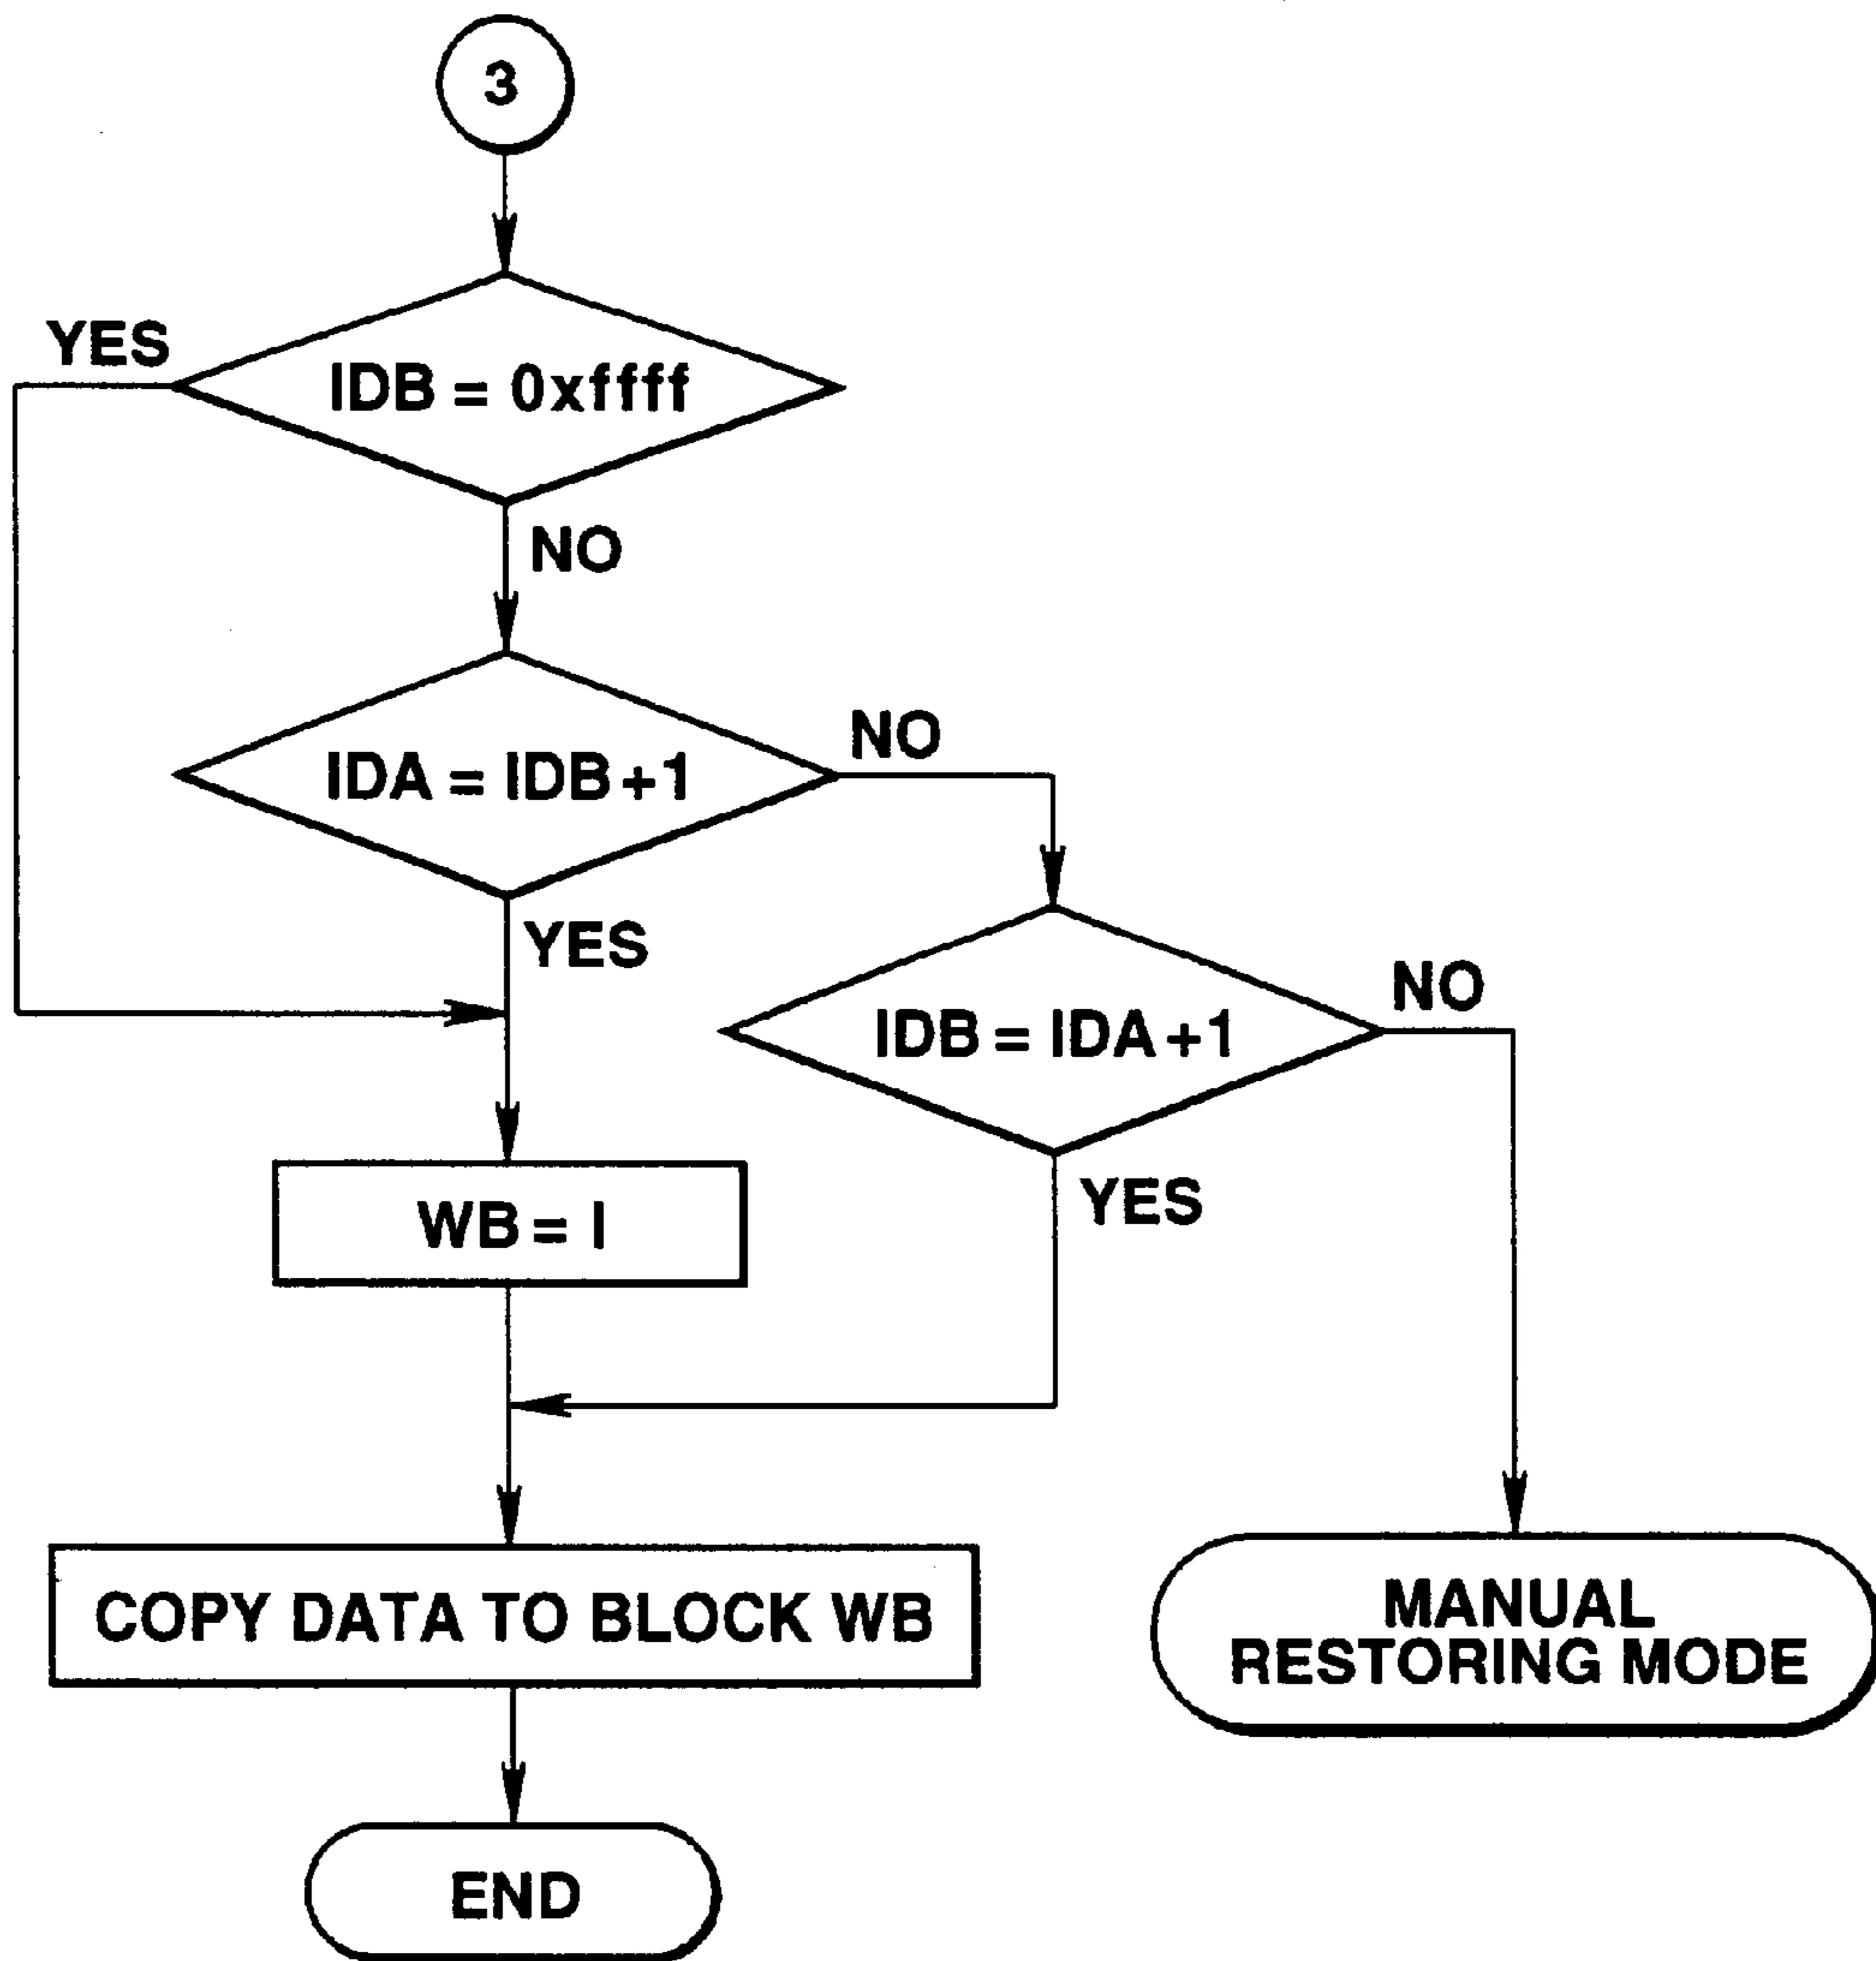 3
YES
IDB = 0xffff
NO
IDA = IDB+1
NO
YES
IDB = IDA+1
NO
WB = I
YES
COPY DATA TO BLOCK WB
MANUAL
RESTORING MODE
END